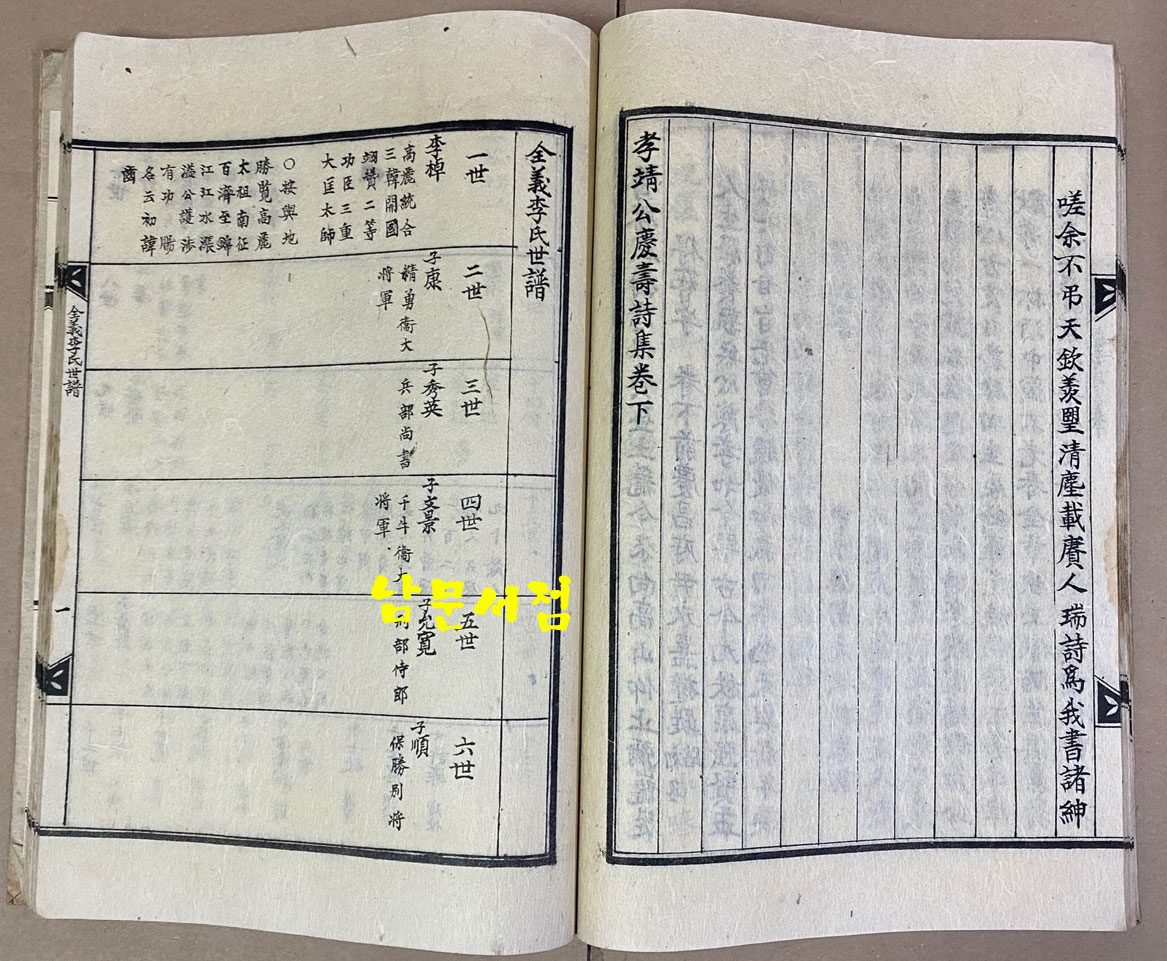 嗟余不弔天欽羨望清塵載賡人瑞詩爲我書諸紳
孝靖公慶壽詩集卷下
全義李氏世譜
一世
李棹
高麗統合
三韓開國
翊贊二等
功臣三重
大匡太師
○按輿地
勝覽高麗
太祖南征
百濟至錦
江江水漲
溢公護涉
有功賜
名云初諱
齒
二世
子康
精勇衛大
將軍
三世
子秀英
兵部尚書
四世
子文景
千牛衛大
將軍
五世
子允寬
刑部侍郎
六世
子順
保勝別將
全義李氏世譜
一
남문서점